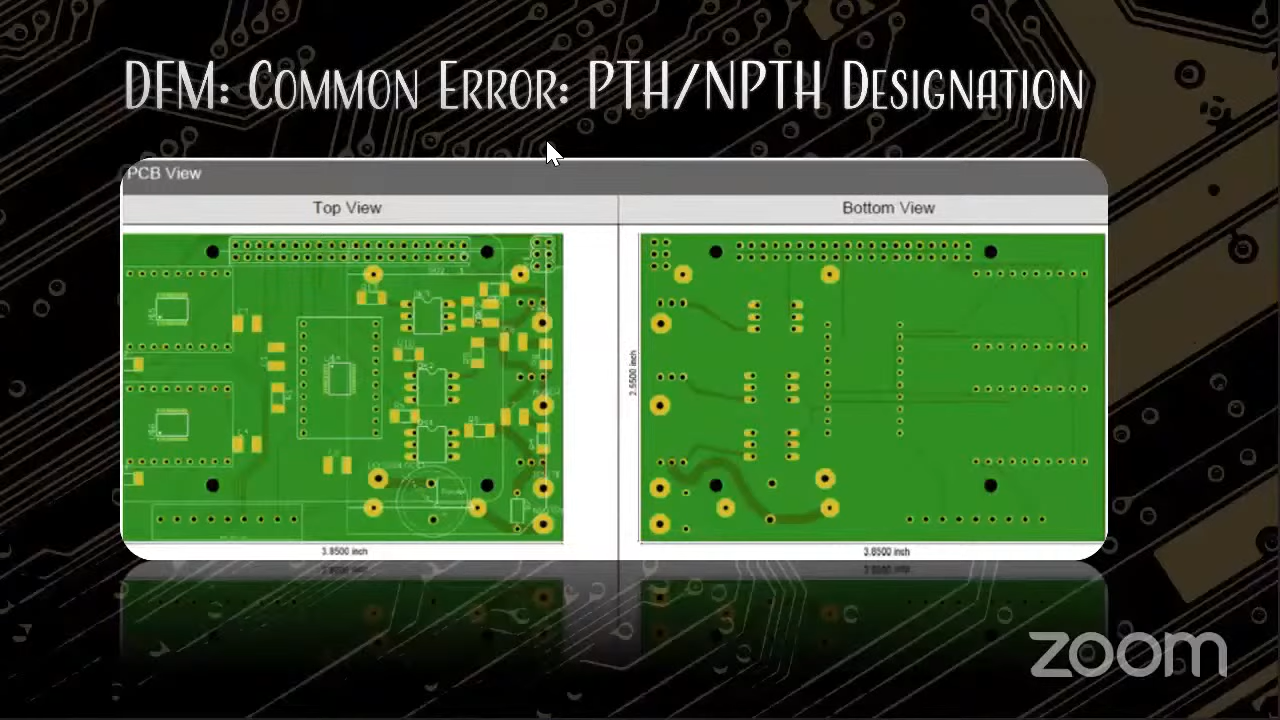 DFM: Common Error: PTH/NPTH Designation
PCB View
Top View
Bottom View
2.5500 inch
3.8500 inch
3.8500 inch
zoom